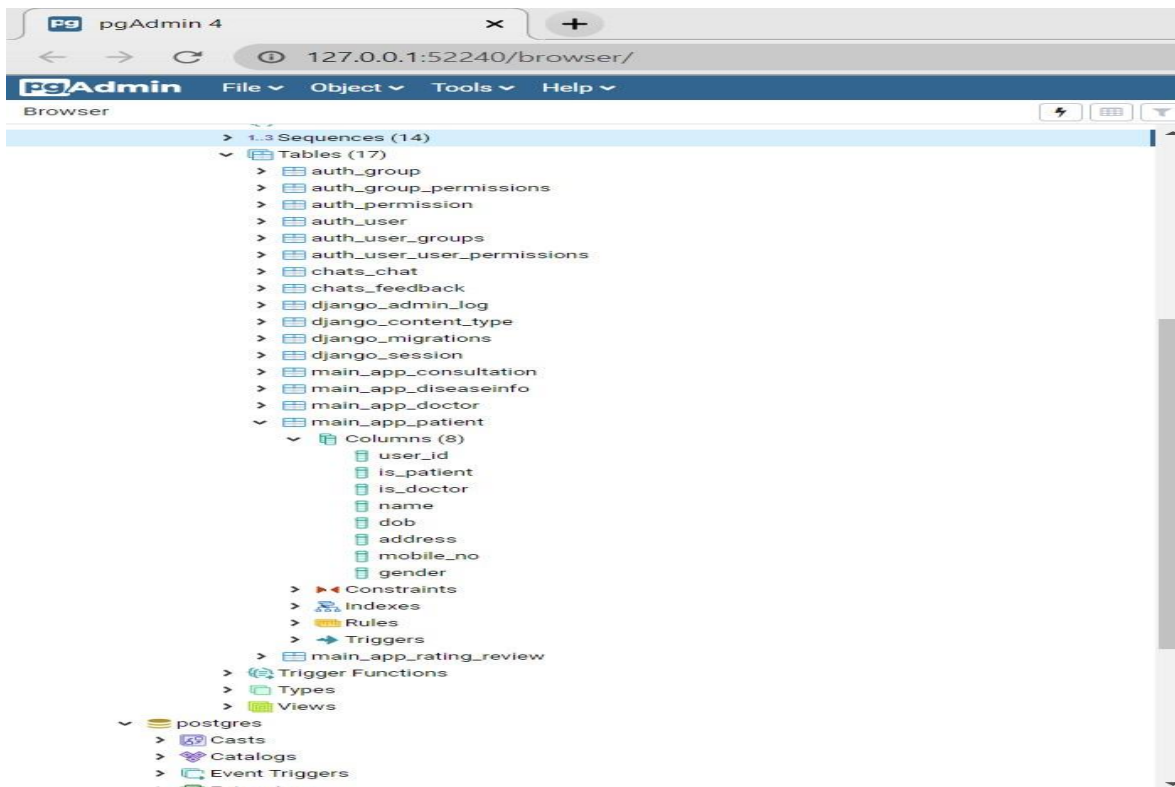 pgAdmin 4
127.0.0.1:52240/browser/
pgAdmin File Object Tools Help
Browser
1..3 Sequences (14)
Tables (17)
auth_group
auth_group_permissions
auth_permission
auth_user
auth_user_groups
auth_user_user_permissions
chats_chat
chats_feedback
django_admin_log
django_content_type
django_migrations
django_session
main_app_consultation
main_app_diseaseinfo
main_app_doctor
main_app_patient
Columns (8)
user_id
is_patient
is_doctor
name
dob
address
mobile_no
gender
Constraints
Indexes
Rules
Triggers
main_app_rating_review
Trigger Functions
Types
Views
postgres
Casts
Catalogs
Event Triggers